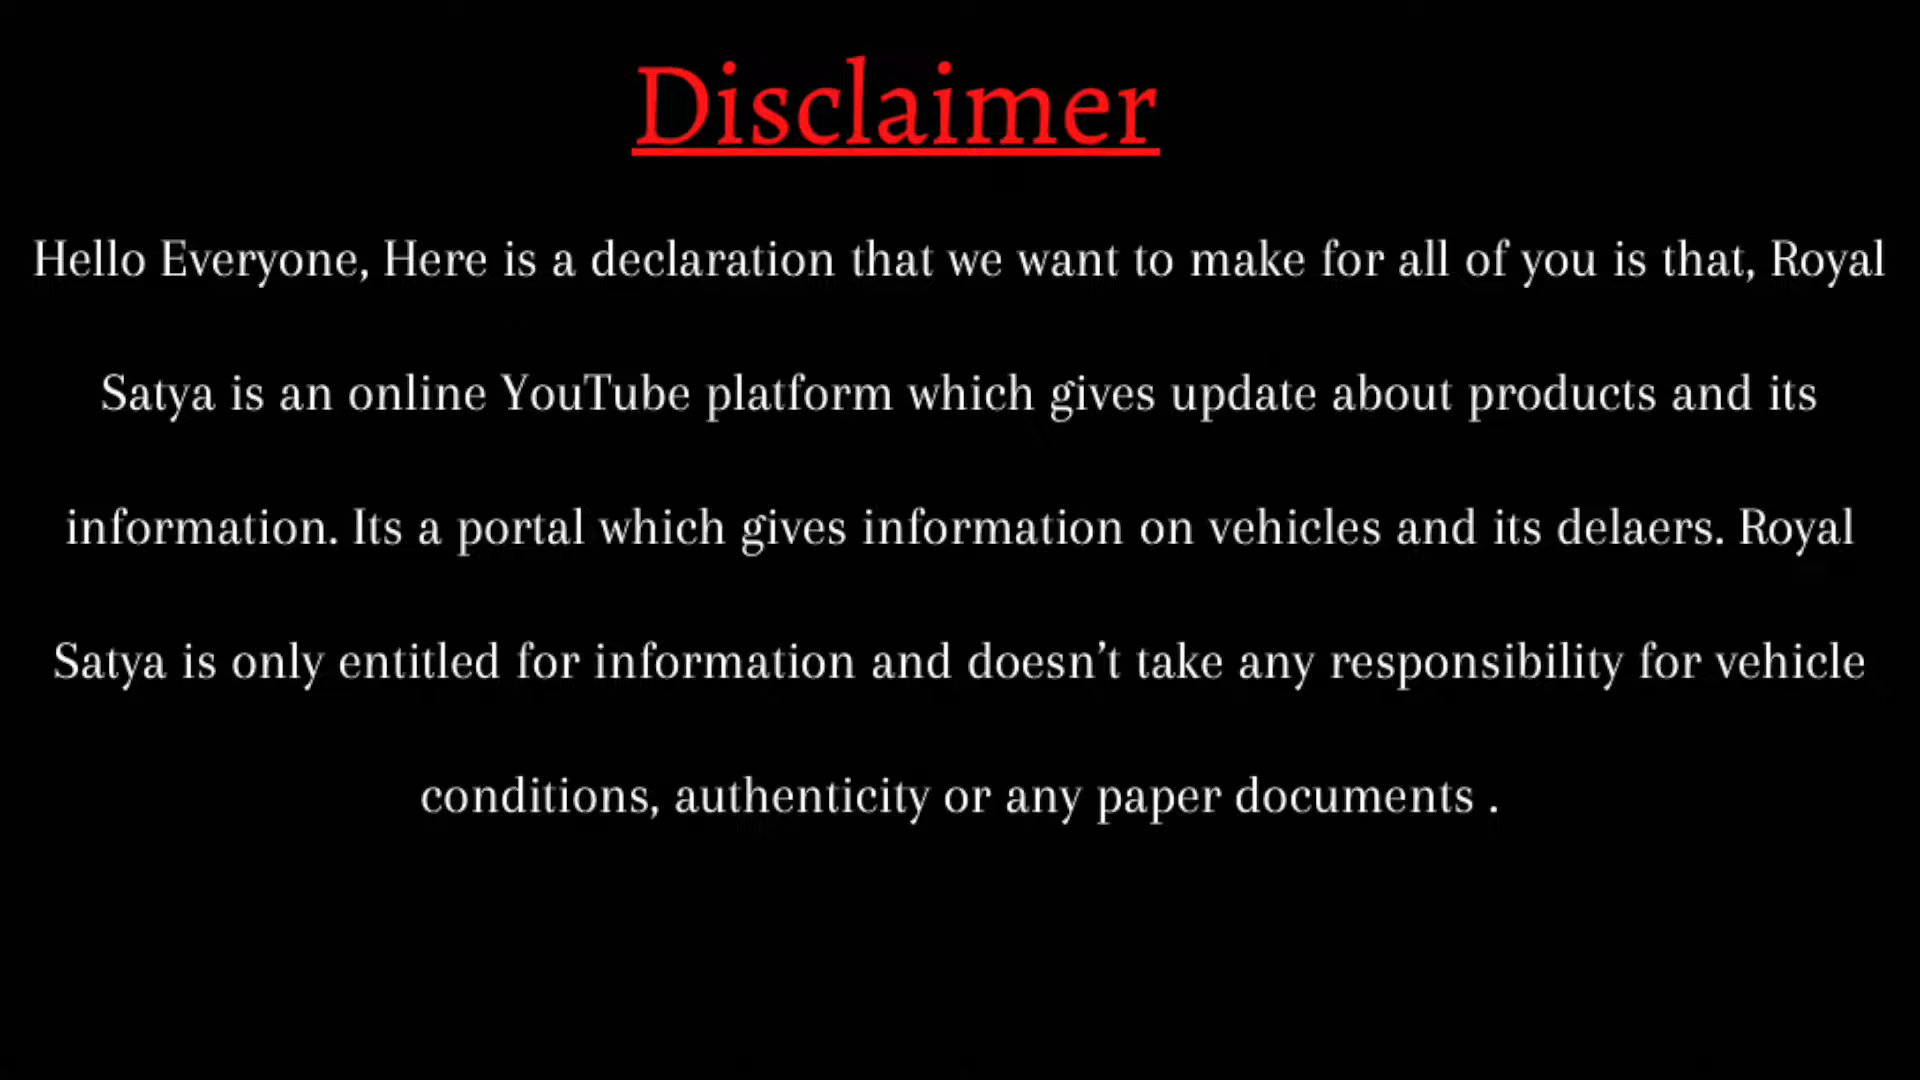 Disclaimer
Hello Everyone, Here is a declaration that we want to make for all of you is that, Royal
Satya is an online YouTube platform which gives update about products and its
information. Its a portal which gives information on vehicles and its delaers. Royal
Satya is only entitled for information and doesn’t take any responsibility for vehicle
conditions, authenticity or any paper documents .